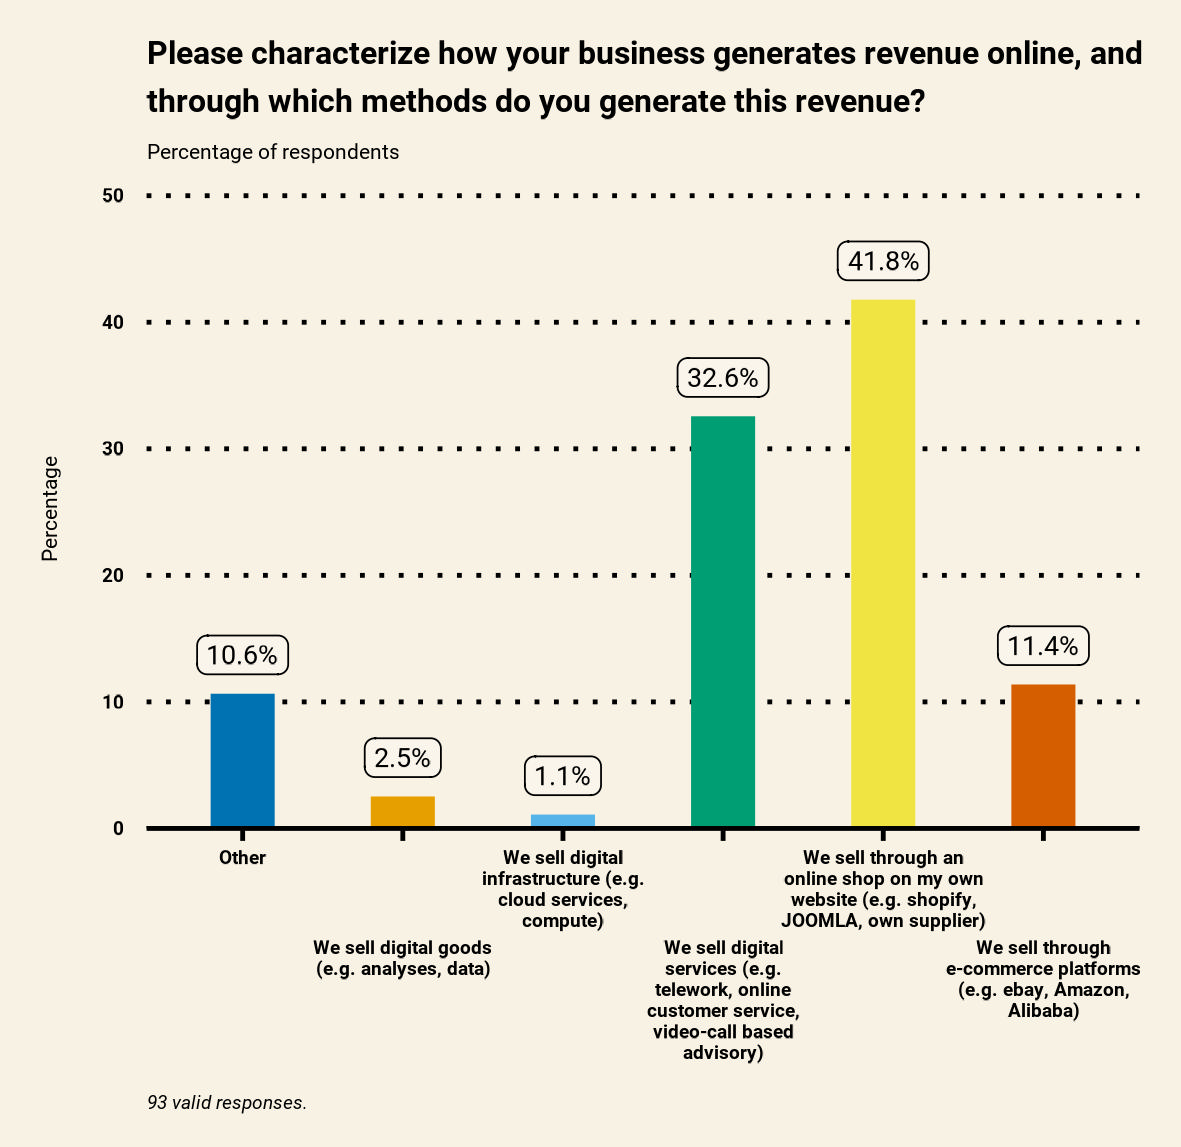 Please characterize how your business generates revenue online, and
through which methods do you generate this revenue?
Percentage of respondents
Percentage
50
40
30
20
10
0
10.6%
2.5%
1.1%
32.6%
41.8%
11.4%
Other
We sell digital goods
(e.g. analyses, data)
We sell digital
infrastructure (e.g.
cloud services,
compute)
We sell digital
services (e.g.
telework, online
customer service,
video-call based
advisory)
We sell through an
online shop on my own
website (e.g. shopify,
JOOMLA, own supplier)
We sell through
e-commerce platforms
(e.g. ebay, Amazon,
Alibaba)
93 valid responses.